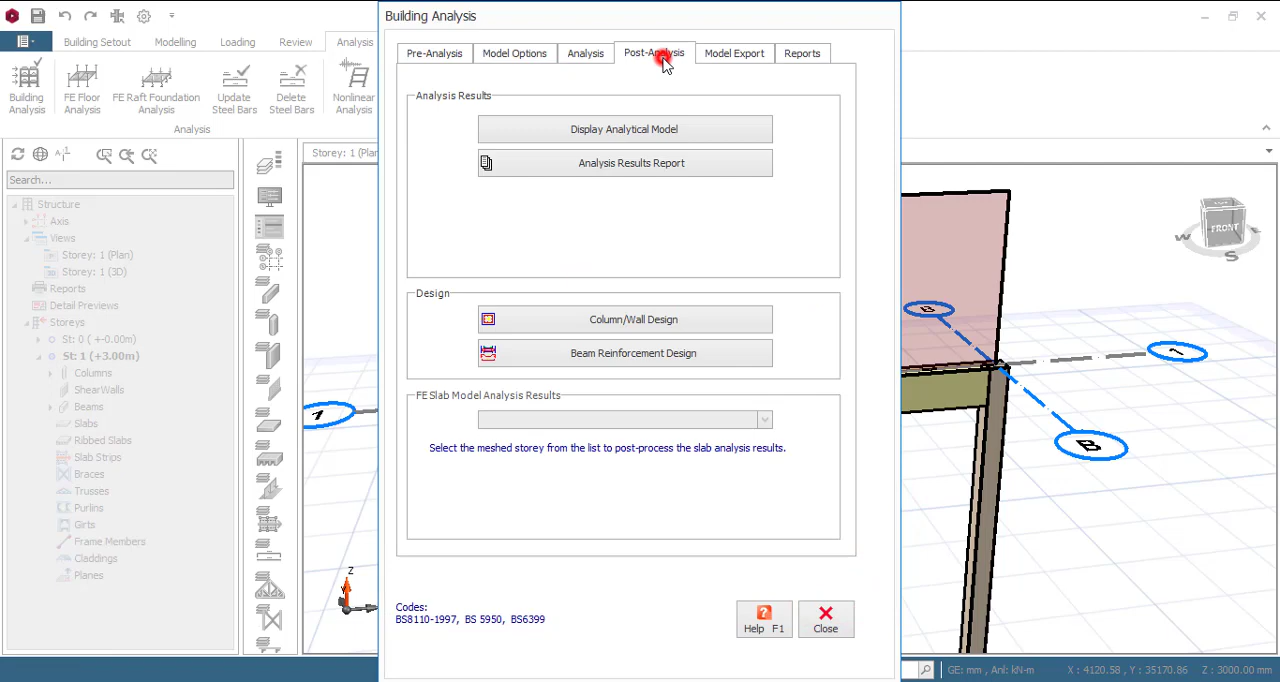 Building Analysis
Building Setout
Modelling
Loading
Review
Analysis
Building
Analysis
FE Floor
Analysis
FE Raft Foundation
Analysis
Update
Steel Bars
Delete
Steel Bars
Nonlinear
Analysis
Analysis
Pre-Analysis
Model Options
Analysis
Post-Analysis
Model Export
Reports
Search...
Structure
Axis
Views
Storey: 1 (Plan)
Storey: 1 (3D)
Reports
Detail Previews
Storeys
St: 0 ( +-0.00m)
St: 1 (+3.00m)
Columns
ShearWalls
Beams
Slabs
Ribbed Slabs
Slab Strips
Braces
Trusses
Purlins
Girts
Frame Members
Claddings
Planes
Storey: 1 (Plan
1
Z
Analysis Results
Display Analytical Model
Analysis Results Report
Design
Column/Wall Design
Beam Reinforcement Design
FE Slab Model Analysis Results
Select the meshed storey from the list to post-process the slab analysis results.
Codes:
BS8110-1997, BS 5950, BS6399
Help F1
Close
FRONT
W
S
B
1
B
GE: mm , Anl: kN-m
X : 4120.58 , Y : 35170.86
Z : 3000.00 mm